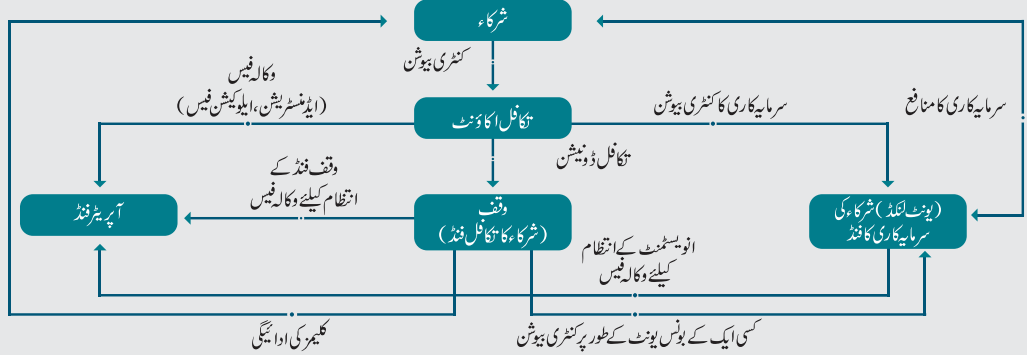 شرکاء
کنٹری بیوشن
وکالہ فیس
(ایڈمنسٹریشن، ایلوکیشن فیس)
سرمایہ کاری کا کنٹری بیوشن
سرمایہ کاری کا منافع
تکافل اکاؤنٹ
تکافل ڈونیشن
وقف فنڈ کے
انتظام کیلئے وکالہ فیس
آپریٹر فنڈ
وقف
(شرکاء کا تکافل فنڈ)
(یونٹ لنکڈ) شرکاء کی
سرمایہ کاری کا فنڈ
انویسٹمنٹ کے انتظام
کیلئے وکالہ فیس
کلیمز کی ادائیگی
کسی ایک کے بونس یونٹ کے طور پر کنٹری بیوشن